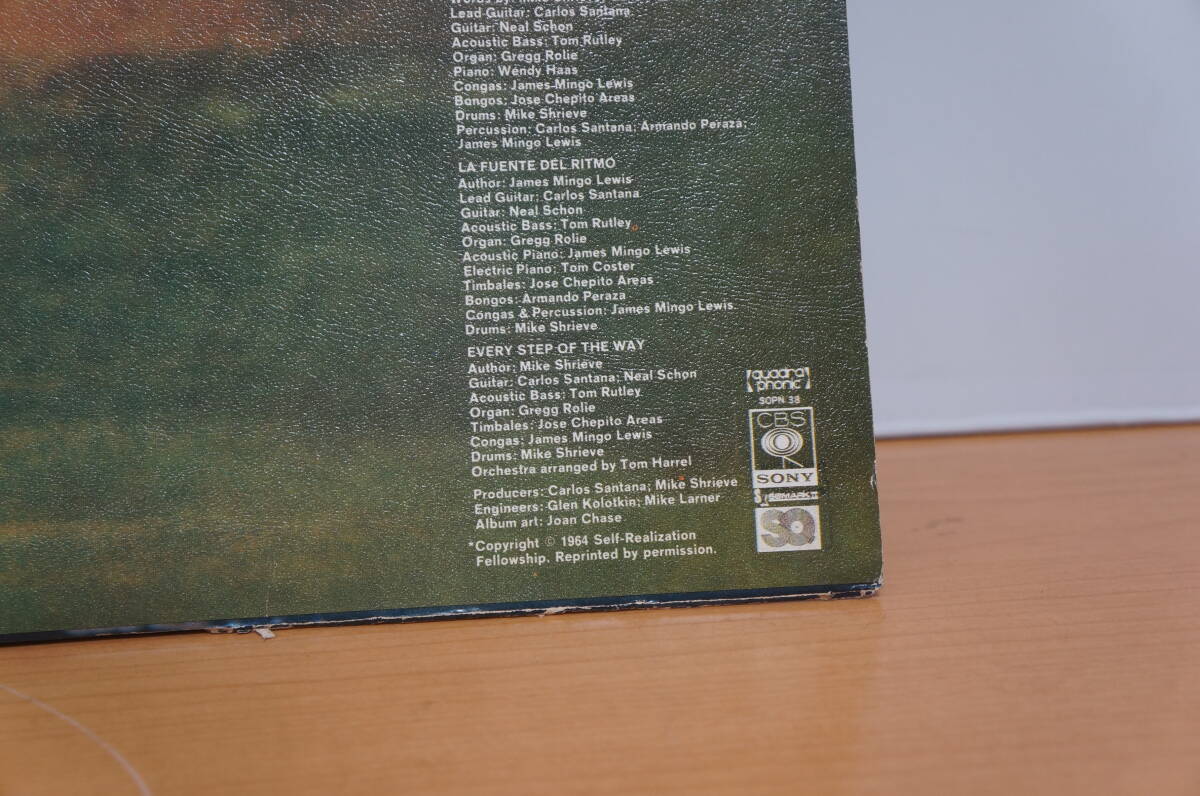 Words by: Mike
Lead Guitar: Carlos Santana
Guitar: Neal Schon
Acoustic Bass: Tom Rutley
Organ: Gregg Rolie
Piano: Wendy Haas
Congas: James Mingo Lewis
Bongos: Jose Chepito Areas
Drums: Mike Shrieve
Percussion: Carlos Santana; Armando Peraza;
James Mingo Lewis
LA FUENTE DEL RITMO
Author: James Mingo Lewis
Lead Guitar: Carlos Santana
Guitar: Neal Schon
Acoustic Bass: Tom Rutley
Organ: Gregg Rolie
Acoustic Piano: James Mingo Lewis
Electric Piano: Tom Coster
Timbales: Jose Chepito Areas
Bongos: Armando Peraza
Congas & Percussion: James Mingo Lewis
Drums: Mike Shrieve
EVERY STEP OF THE WAY
Author: Mike Shrieve
Guitar: Carlos Santana; Neal Schon
Acoustic Bass: Tom Rutley
Organ: Gregg Rolie
Timbales: Jose Chepito Areas
Congas: James Mingo Lewis
Drums: Mike Shrieve
Orchestra arranged by Tom Harrel
Producers: Carlos Santana; Mike Shrieve
Engineers: Glen Kolotkin; Mike Larner
Album art: Joan Chase
*Copyright © 1964 Self-Realization
Fellowship. Reprinted by permission.
quadra
phonic
SOPN 38
CBS
SONY
SQ